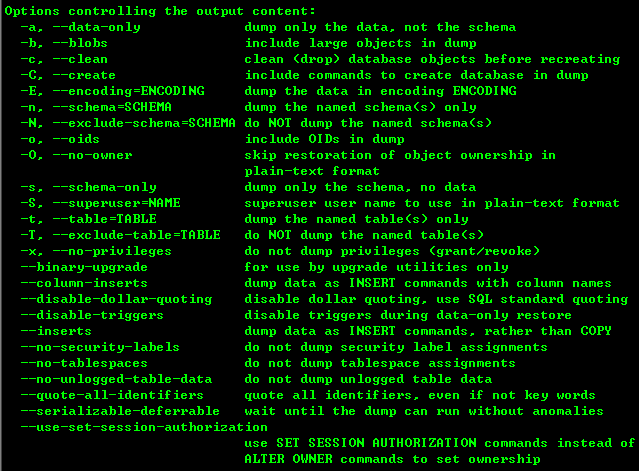 Options controlling the output content:
  -a, --data-only             dump only the data, not the schema
  -b, --blobs                 include large objects in dump
  -c, --clean                 clean (drop) database objects before recreating
  -C, --create                include commands to create database in dump
  -E, --encoding=ENCODING     dump the data in encoding ENCODING
  -n, --schema=SCHEMA         dump the named schema(s) only
  -N, --exclude-schema=SCHEMA do NOT dump the named schema(s)
  -o, --oids                  include OIDs in dump
  -O, --no-owner              skip restoration of object ownership in
                              plain-text format
  -s, --schema-only           dump only the schema, no data
  -S, --superuser=NAME        superuser user name to use in plain-text format
  -t, --table=TABLE           dump the named table(s) only
  -T, --exclude-table=TABLE   do NOT dump the named table(s)
  -x, --no-privileges         do not dump privileges (grant/revoke)
  --binary-upgrade            for use by upgrade utilities only
  --column-inserts            dump data as INSERT commands with column names
  --disable-dollar-quoting    disable dollar quoting, use SQL standard quoting
  --disable-triggers          disable triggers during data-only restore
  --inserts                   dump data as INSERT commands, rather than COPY
  --no-security-labels        do not dump security label assignments
  --no-tablespaces            do not dump tablespace assignments
  --no-unlogged-table-data    do not dump unlogged table data
  --quote-all-identifiers     quote all identifiers, even if not key words
  --serializable-deferrable   wait until the dump can run without anomalies
  --use-set-session-authorization
                              use SET SESSION AUTHORIZATION commands instead of
                              ALTER OWNER commands to set ownership